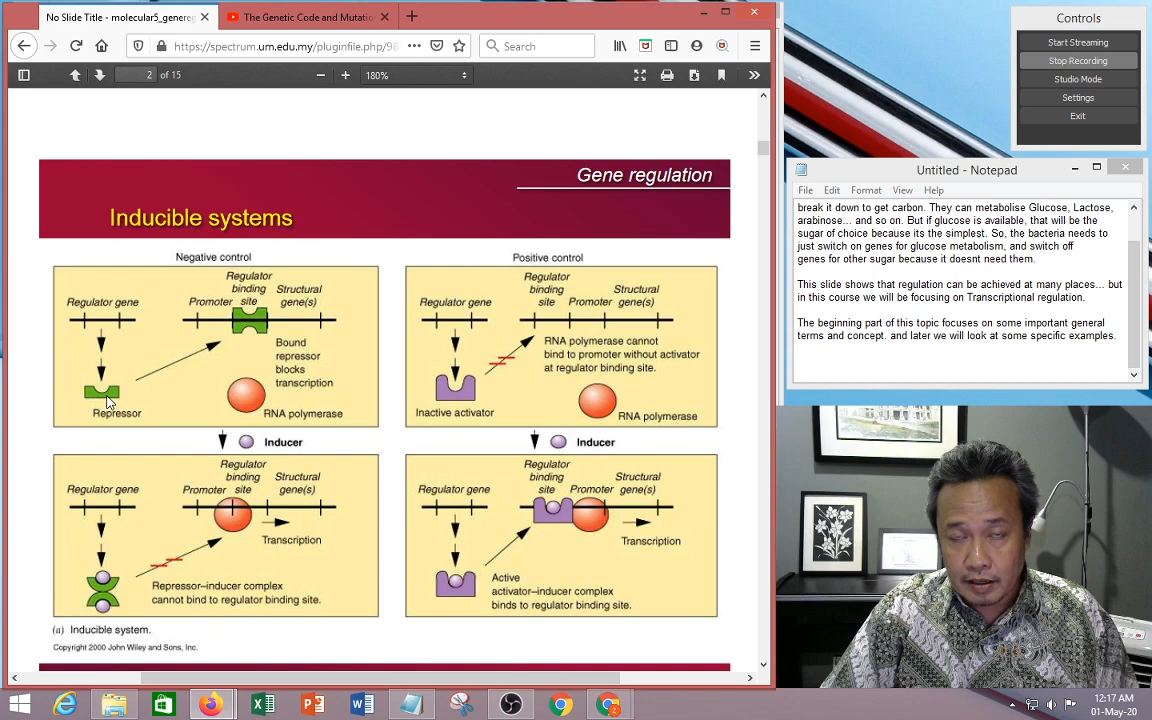 No Slide Title - molecular5_generec
The Genetic Code and Mutation
https://spectrum.um.edu.my/pluginfile.php/98
Search
2 of 15
180%
Gene regulation
Inducible systems
Negative control
Regulator gene
Promoter
Regulator
binding
site
Structural
gene(s)
Bound
repressor
blocks
transcription
Repressor
RNA polymerase
Positive control
Regulator gene
Regulator
binding
site
Promoter
Structural
gene(s)
RNA polymerase cannot
bind to promoter without activator
at regulator binding site.
Inactive activator
RNA polymerase
Inducer
Inducer
Regulator gene
Promoter
Regulator
binding
site
Structural
gene(s)
Transcription
Repressor–inducer complex
cannot bind to regulator binding site.
Regulator gene
Regulator
binding
site
Promoter
Structural
gene(s)
Transcription
Active
activator–inducer complex
binds to regulator binding site.
(a) Inducible system.
Copyright 2000 John Wiley and Sons, Inc.
Controls
Start Streaming
Stop Recording
Studio Mode
Settings
Exit
Untitled - Notepad
File Edit Format View Help
break it down to get carbon. They can metabolise Glucose, Lactose,
arabinose... and so on. But if glucose is available, that will be the
sugar of choice because its the simplest. So, the bacteria needs to
just switch on genes for glucose metabolism, and switch off
genes for other sugar because it doesnt need them.
This slide shows that regulation can be achieved at many places... but
in this course we will be focusing on Transcriptional regulation.
The beginning part of this topic focuses on some important general
terms and concept. and later we will look at some specific examples.
12:17 AM
01-May-20